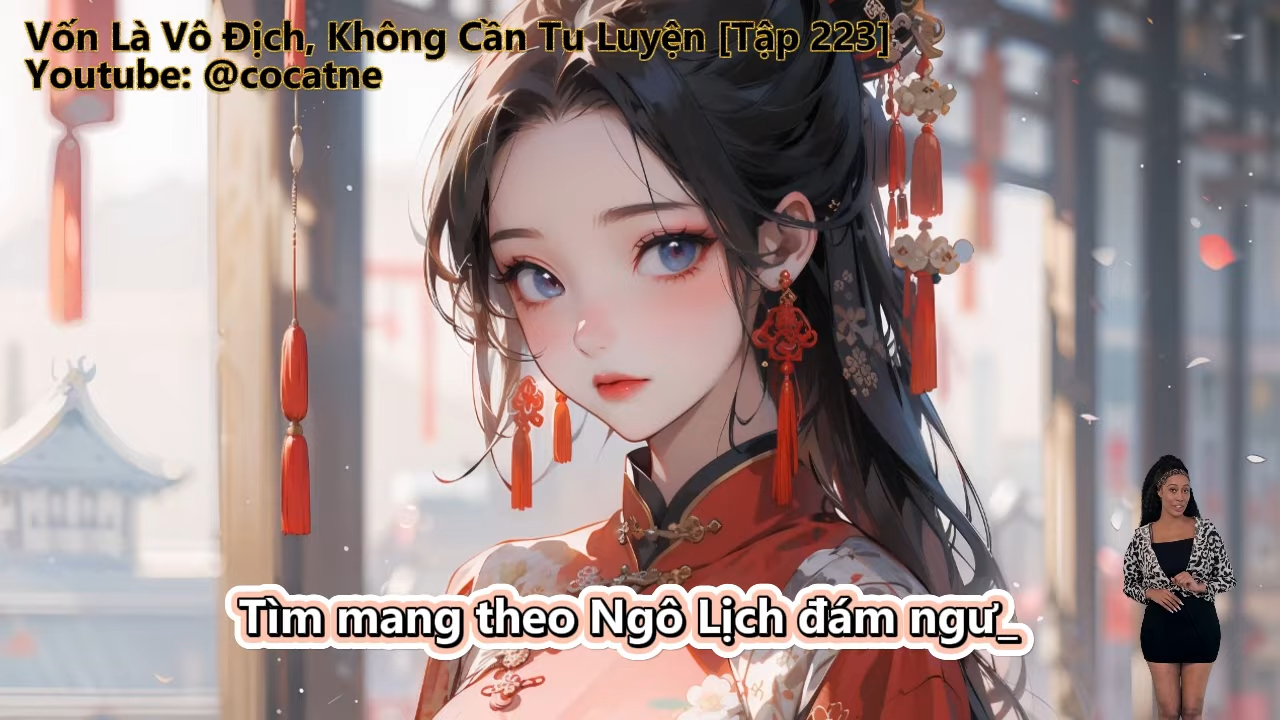 Vốn Là Vô Địch, Không Cần Tu Luyện [Tập 223]
Youtube: @cocatne
Tìm mang theo Ngô Lịch đám ngư_